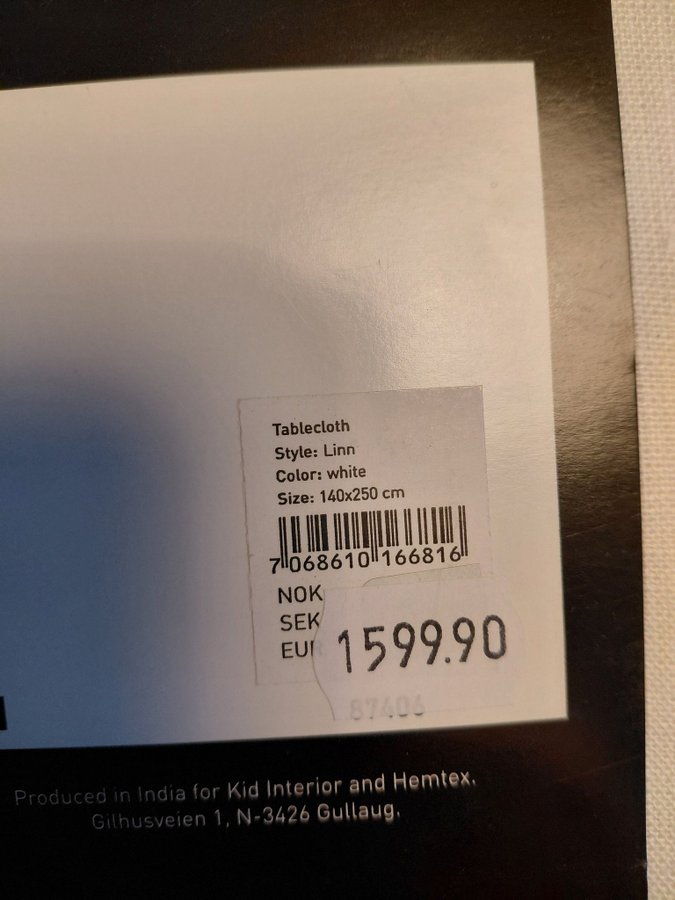 Tablecloth
Style: Linn
Color: white
Size: 140x250 cm
7 068610 166816
NOK
SEK
1599.90
87406
Produced in India for Kid Interior and Hemtex.
Gilhusveien 1, N-3426 Gullaug.